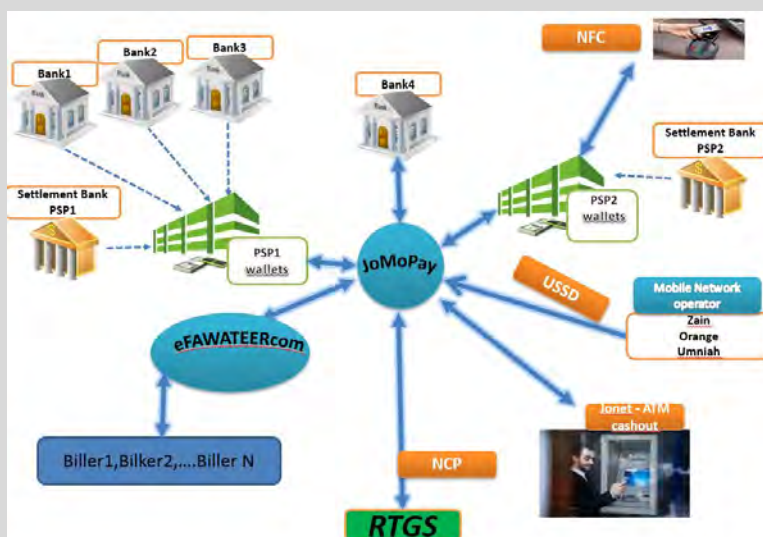 Bank1
Bank2
Bank3
Bank4
NFC
Settlement Bank
PSP1
PSP1
wallets
JoMoPay
PSP2
wallets
Settlement Bank
PSP2
USSD
Mobile Network
operator
Zain
Orange
Umniah
eFAWATEERcom
Biller1,Bilker2,....Biller N
NCP
RTGS
Jonet - ATM
cashout